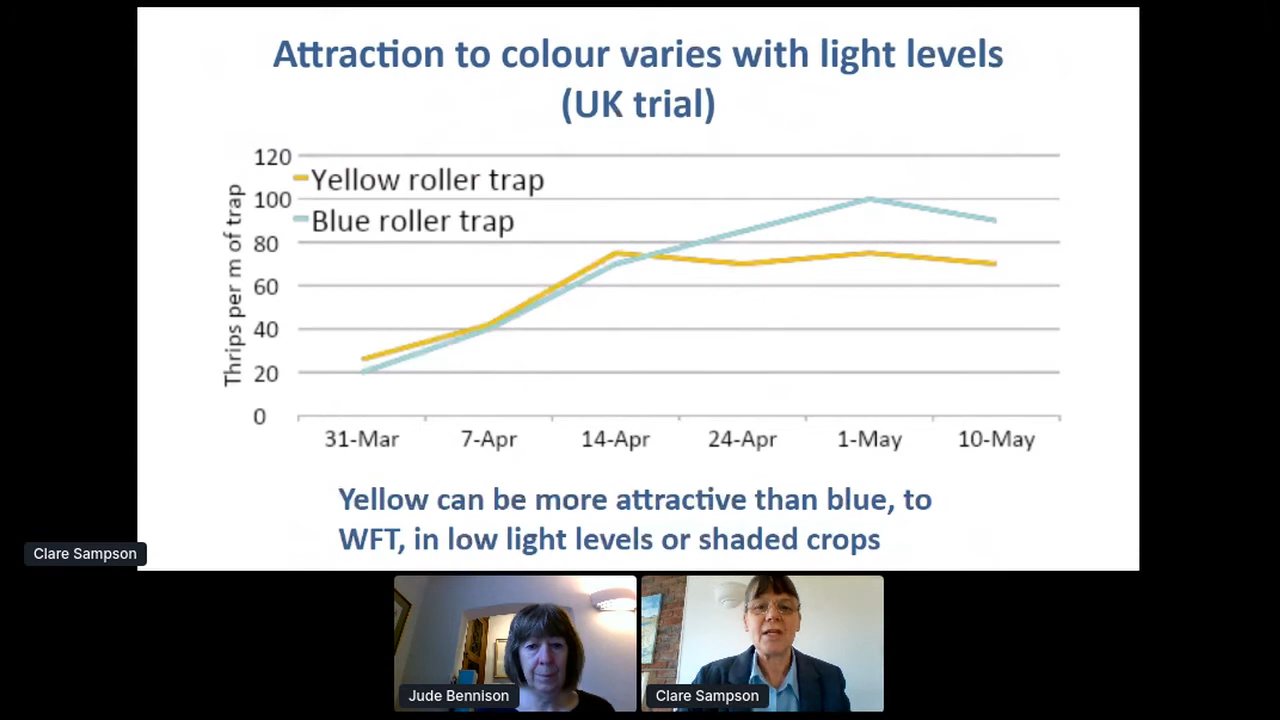 Attraction to colour varies with light levels
(UK trial)
Thrips per m of trap
120
100
80
60
40
20
0
Yellow roller trap
Blue roller trap
31-Mar
7-Apr
14-Apr
24-Apr
1-May
10-May
Yellow can be more attractive than blue, to
WFT, in low light levels or shaded crops
Clare Sampson
Jude Bennison
Clare Sampson